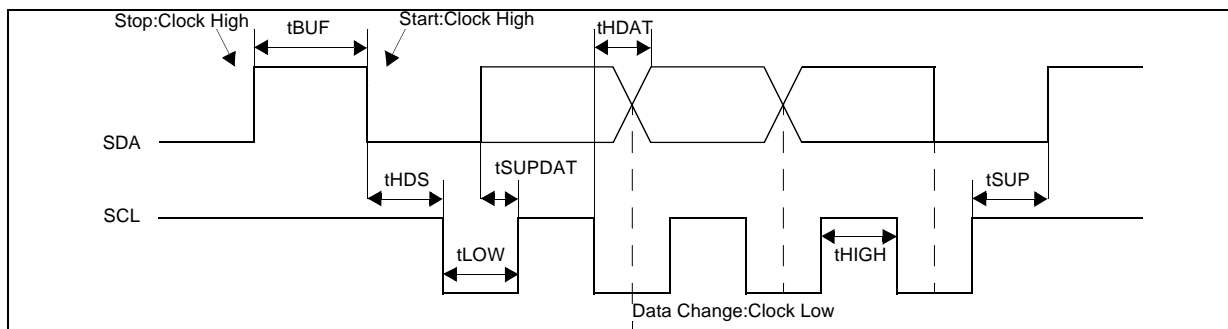 Stop:Clock High
tBUF
Start:Clock High
tHDAT
SDA
tHDS
tSUPDAT
tSUP
SCL
tLOW
tHIGH
Data Change:Clock Low